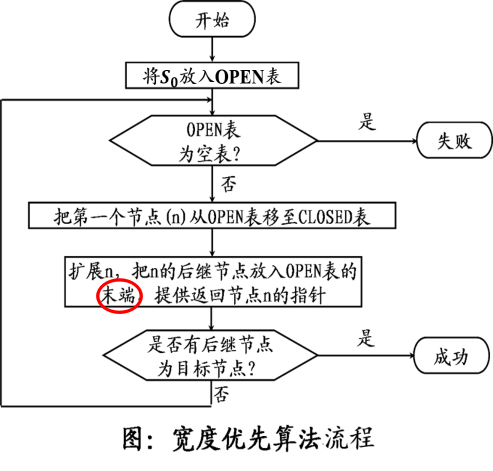 开始
将S₀放入OPEN表
OPEN表
为空表?
是
失败
否
把第一个节点(n)从OPEN表移至CLOSED表
扩展n, 把n的后继节点放入OPEN表的
末端, 提供返回节点n的指针
是否有后继节点
为目标节点?
是
成功
否
图: 宽度优先算法流程